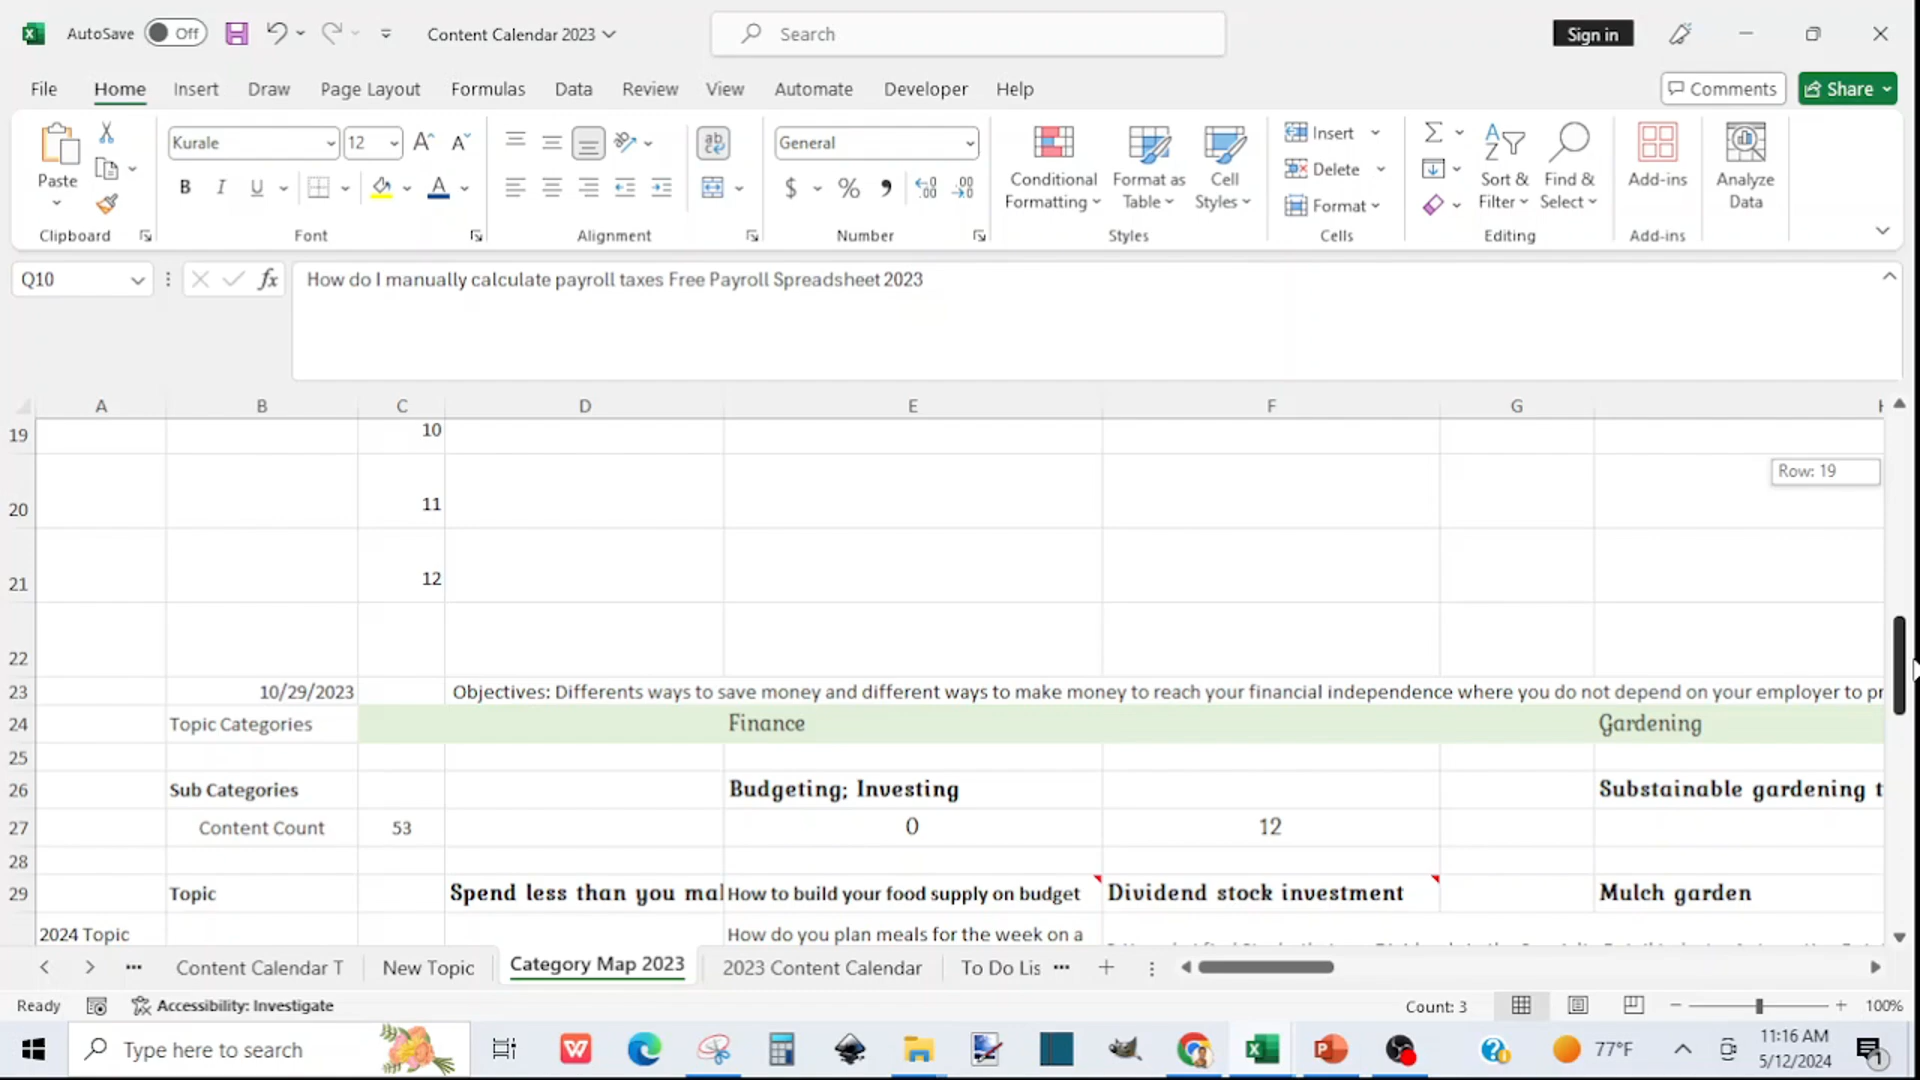 AutoSave Off Content Calendar 2023 Search Sign in
File Home Insert Draw Page Layout Formulas Data Review View Automate Developer Help Comments Share
Paste Kurale 12 General Conditional Formatting Format as Table Cell Styles Insert Delete Format Sort & Filter Find & Select Add-ins Analyze Data
B I U A $ % ab c
Clipboard Font Alignment Number Styles Cells Editing Add-ins
Q10 fx How do I manually calculate payroll taxes Free Payroll Spreadsheet 2023
A B C D E F G
19 10
Row: 19
20 11
21 12
22
23 10/29/2023 Objectives: Differents ways to save money and different ways to make money to reach your financial independence where you do not depend on your employer to pr
24 Topic Categories Finance Gardening
25
26 Sub Categories Budgeting; Investing Substainable gardening t
27 Content Count 53 0 12
28
29 Topic Spend less than you mal How to build your food supply on budget Dividend stock investment Mulch garden
2024 Topic How do you plan meals for the week on a
Content Calendar T New Topic Category Map 2023 2023 Content Calendar To Do Lis
Ready Accessibility: Investigate Count: 3 100%
Type here to search 77°F 11:16 AM
5/12/2024
1